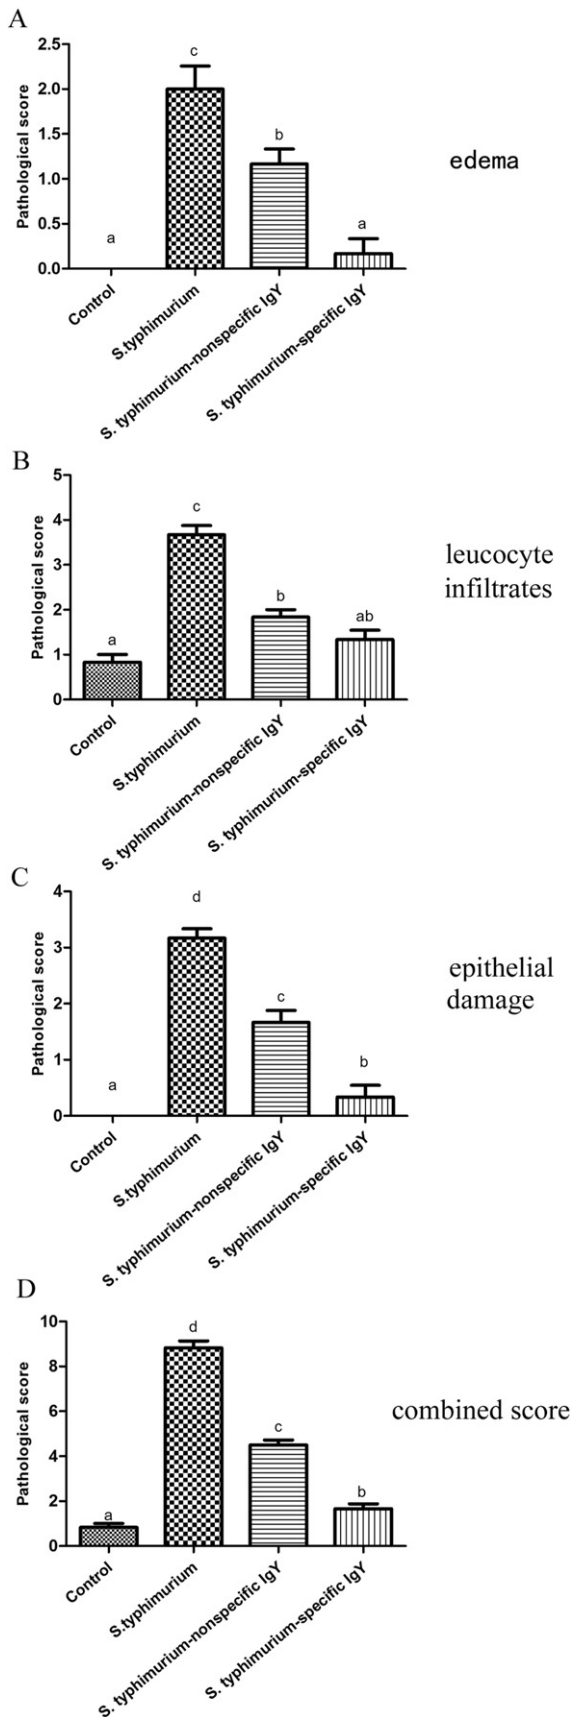 A
2.5
2.0
1.5
1.0
0.5
0.0
Pathological score
c
b
a
a
edema
Control
S.typhimurium
S. typhimurium-nonspecific IgY
S. typhimurium-specific IgY
B
5
4
3
2
1
0
Pathological score
c
b
ab
a
leucocyte
infiltrates
Control
S.typhimurium
S. typhimurium-nonspecific IgY
S. typhimurium-specific IgY
C
4
3
2
1
0
Pathological score
d
c
b
a
epithelial
damage
Control
S.typhimurium
S. typhimurium-nonspecific IgY
S. typhimurium-specific IgY
D
10
8
6
4
2
0
Pathological score
d
c
b
a
combined score
Control
S.typhimurium
S. typhimurium-nonspecific IgY
S. typhimurium-specific IgY